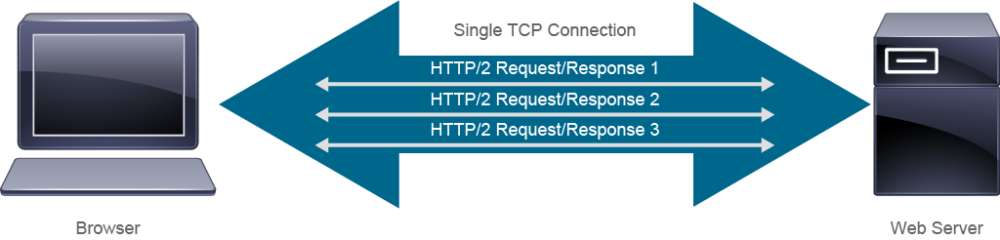 Single TCP Connection
HTTP/2 Request/Response 1
HTTP/2 Request/Response 2
HTTP/2 Request/Response 3
Browser
Web Server